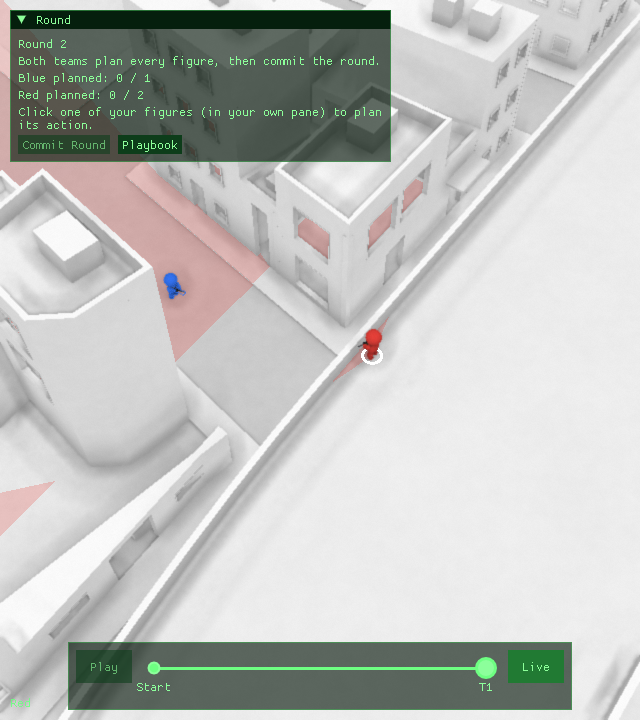 Round
Round 2
Both teams plan every figure, then commit the round.
Blue planned: 0 / 1
Red planned: 0 / 2
Click one of your figures (in your own pane) to plan
its action.
Commit Round
Playbook
Play
Start
T1
Live